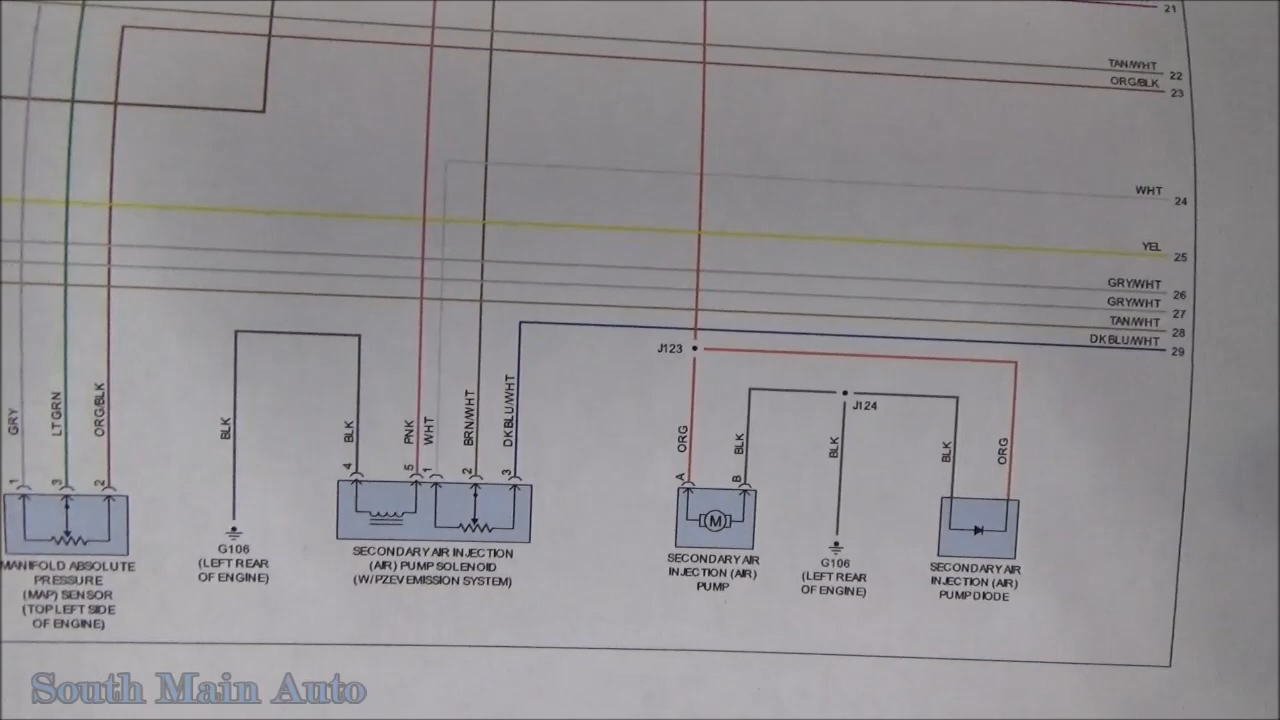 21
TAN/WHT 22
ORG/BLK 23
WHT 24
YEL 25
GRY/WHT 26
GRY/WHT 27
TAN/WHT 28
DK BLU/WHT 29
J123
J124
GRY
LT GRN
ORG/BLK
BLK
BLK
PNK
WHT
BRN/WHT
DK BLU/WHT
ORG
BLK
BLK
BLK
ORG
1 3 2
4 5 1 2 3
A B
M
MANIFOLD ABSOLUTE
PRESSURE
(MAP) SENSOR
(TOP LEFT SIDE
OF ENGINE)
G106
(LEFT REAR
OF ENGINE)
SECONDARY AIR INJECTION
(AIR) PUMP SOLENOID
(W/ PZEV EMISSION SYSTEM)
SECONDARY AIR
INJECTION (AIR)
PUMP
G106
(LEFT REAR
OF ENGINE)
SECONDARY AIR
INJECTION (AIR)
PUMP DIODE
South Main Auto